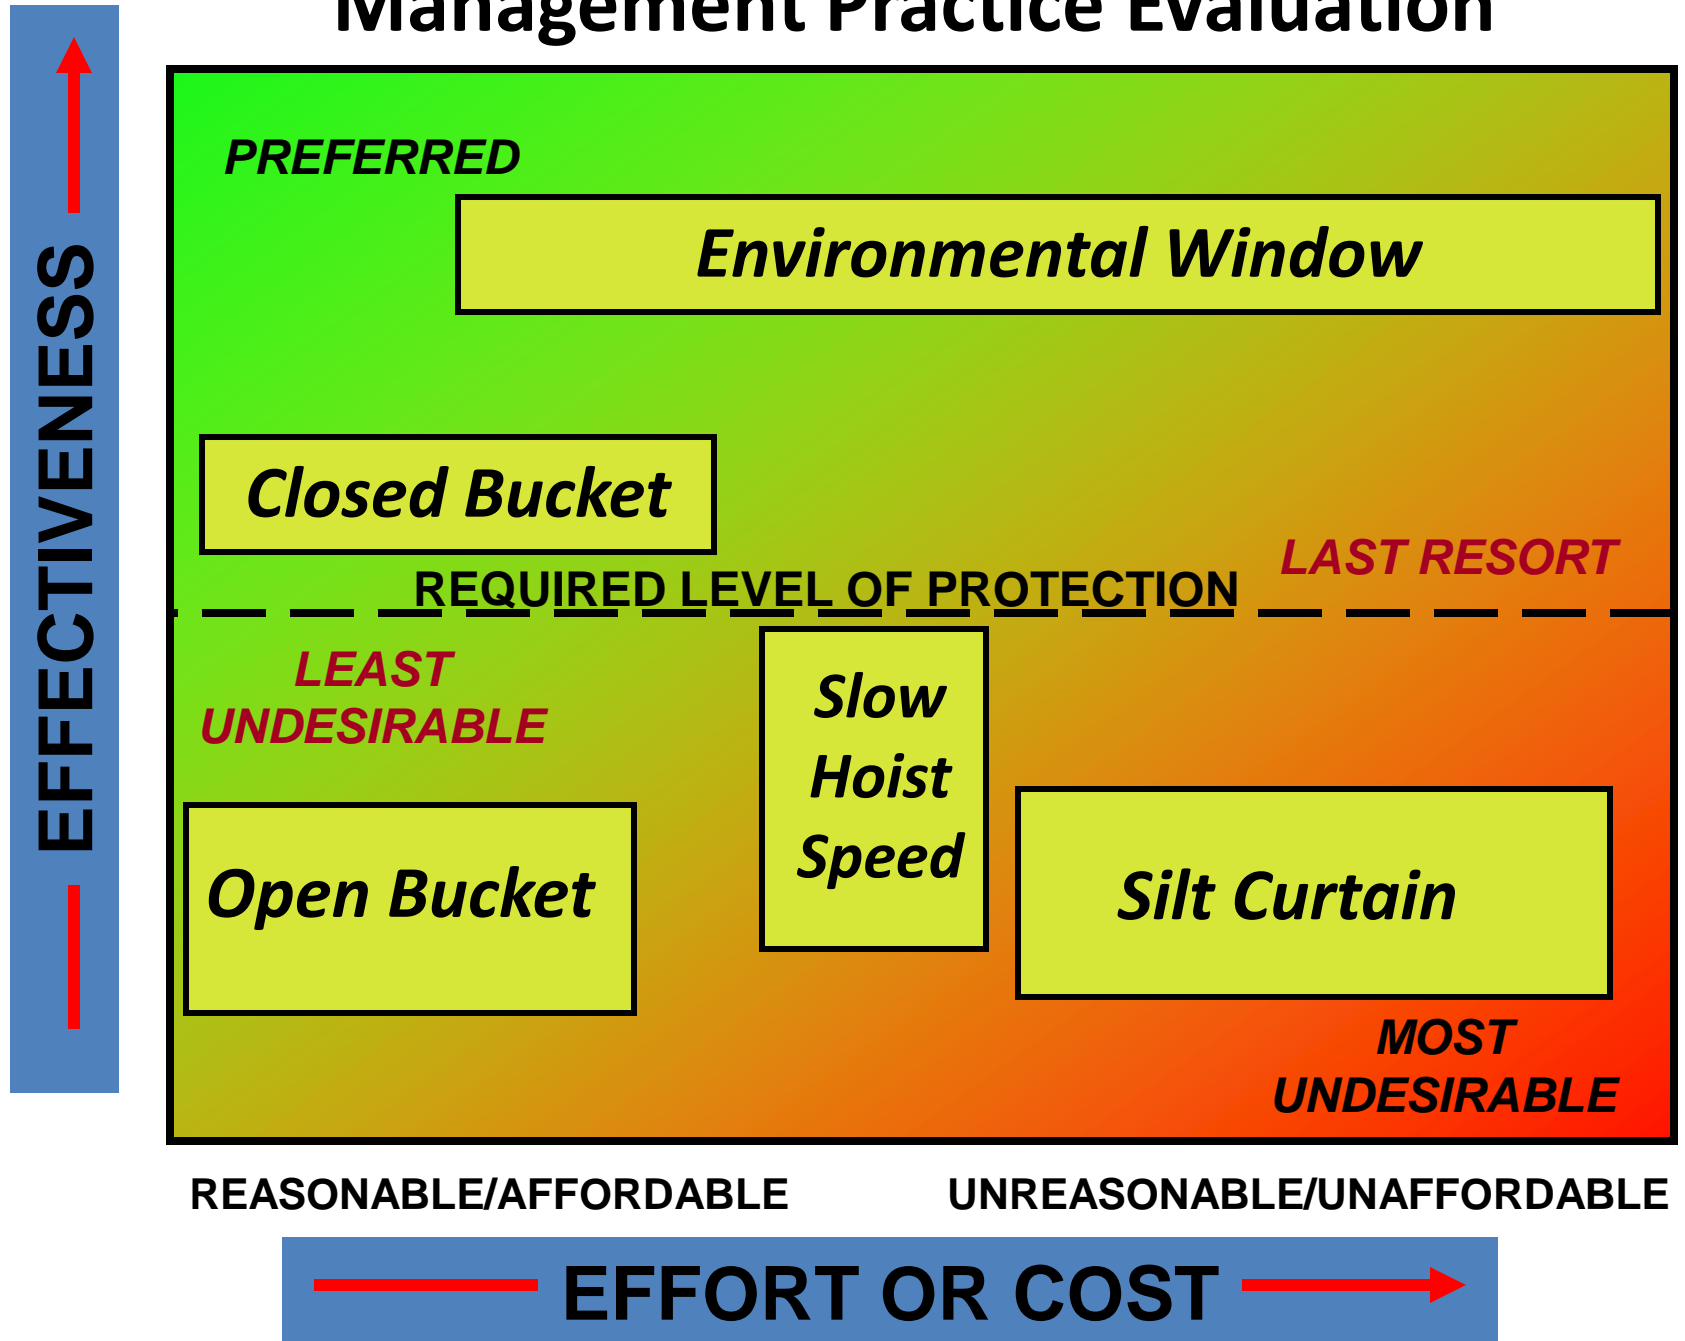 Management Practice Evaluation
EFFECTIVENESS
PREFERRED
Environmental Window
Closed Bucket
LAST RESORT
REQUIRED LEVEL OF PROTECTION
LEAST
UNDESIRABLE
Slow
Hoist
Speed
Open Bucket
Silt Curtain
MOST
UNDESIRABLE
REASONABLE/AFFORDABLE
UNREASONABLE/UNAFFORDABLE
EFFORT OR COST